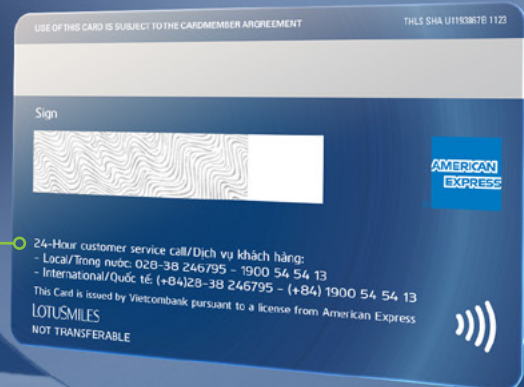 USE OF THIS CARD IS SUBJECT TO THE CARDMEMBER ARGREEMENT
THLS SHA U1193867B 1123
Sign
AMERICAN
EXPRESS
24-Hour customer service call/Dịch vụ khách hàng:
- Local/Trong nước: 028-38 246795 - 1900 54 54 13
- International/Quốc tế: (+84)28-38 246795 - (+84) 1900 54 54 13
This Card is issued by Vietcombank pursuant to a license from American Express
LOTUSMILES
NOT TRANSFERABLE